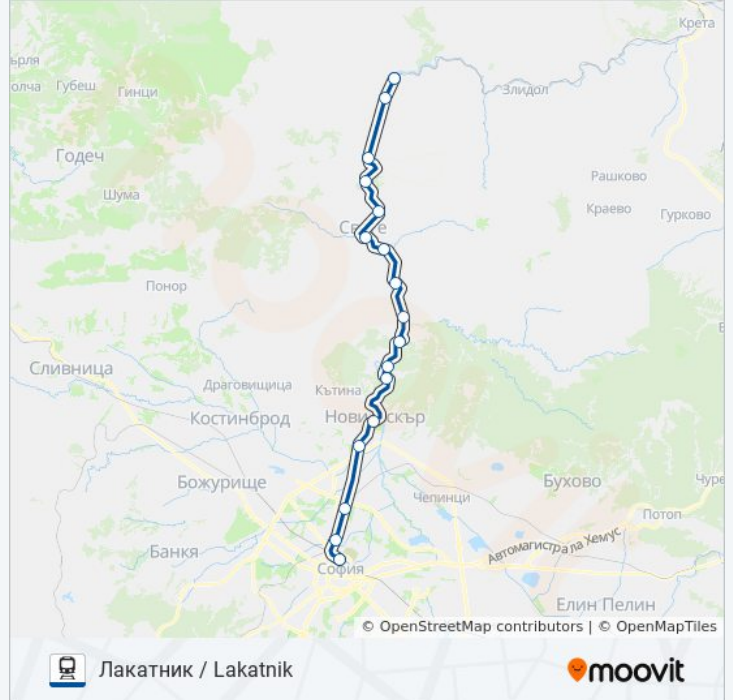 Крета
Злидол
Губеш
Гинци
Годеч
Шума
Рашково
Краево
Гурково
Понор
Сливница
Драговищица
Кътина
Костинброд
Божурище
Бухово
Чепинци
Потоп
Банкя
Автомагистрала Хемус
София
Елин Пелин
© OpenStreetMap contributors | © OpenMapTiles
Лакатник / Lakatnik
moovit